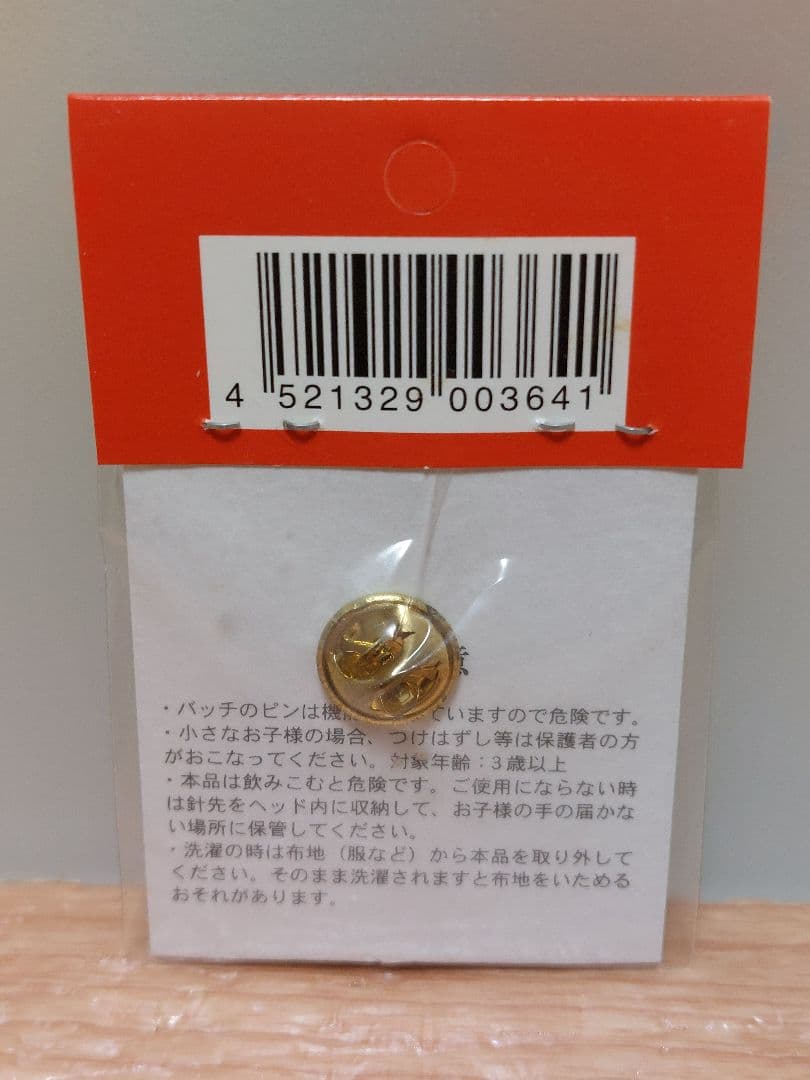 4 521329 003641
意
・バッチのピンは機能 ていますので危険です。
・小さなお子様の場合、つけはずし等は保護者の方
がおこなってください。対象年齢：3歳以上
・本品は飲みこむと危険です。ご使用にならない時
は針先をヘッド内に収納して、お子様の手の届かな
い場所に保管してください。
・洗濯の時は布地（服など）から本品を取り外して
ください。そのまま洗濯されますと布地をいためる
おそれがあります。